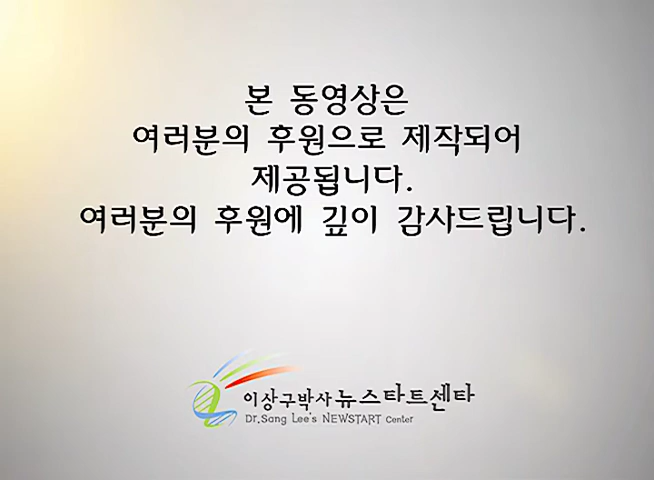 본 동영상은
여러분의 후원으로 제작되어
제공됩니다.
여러분의 후원에 깊이 감사드립니다.
이상구박사뉴스타트센타
Dr.Sang Lee's NEWSTART Center